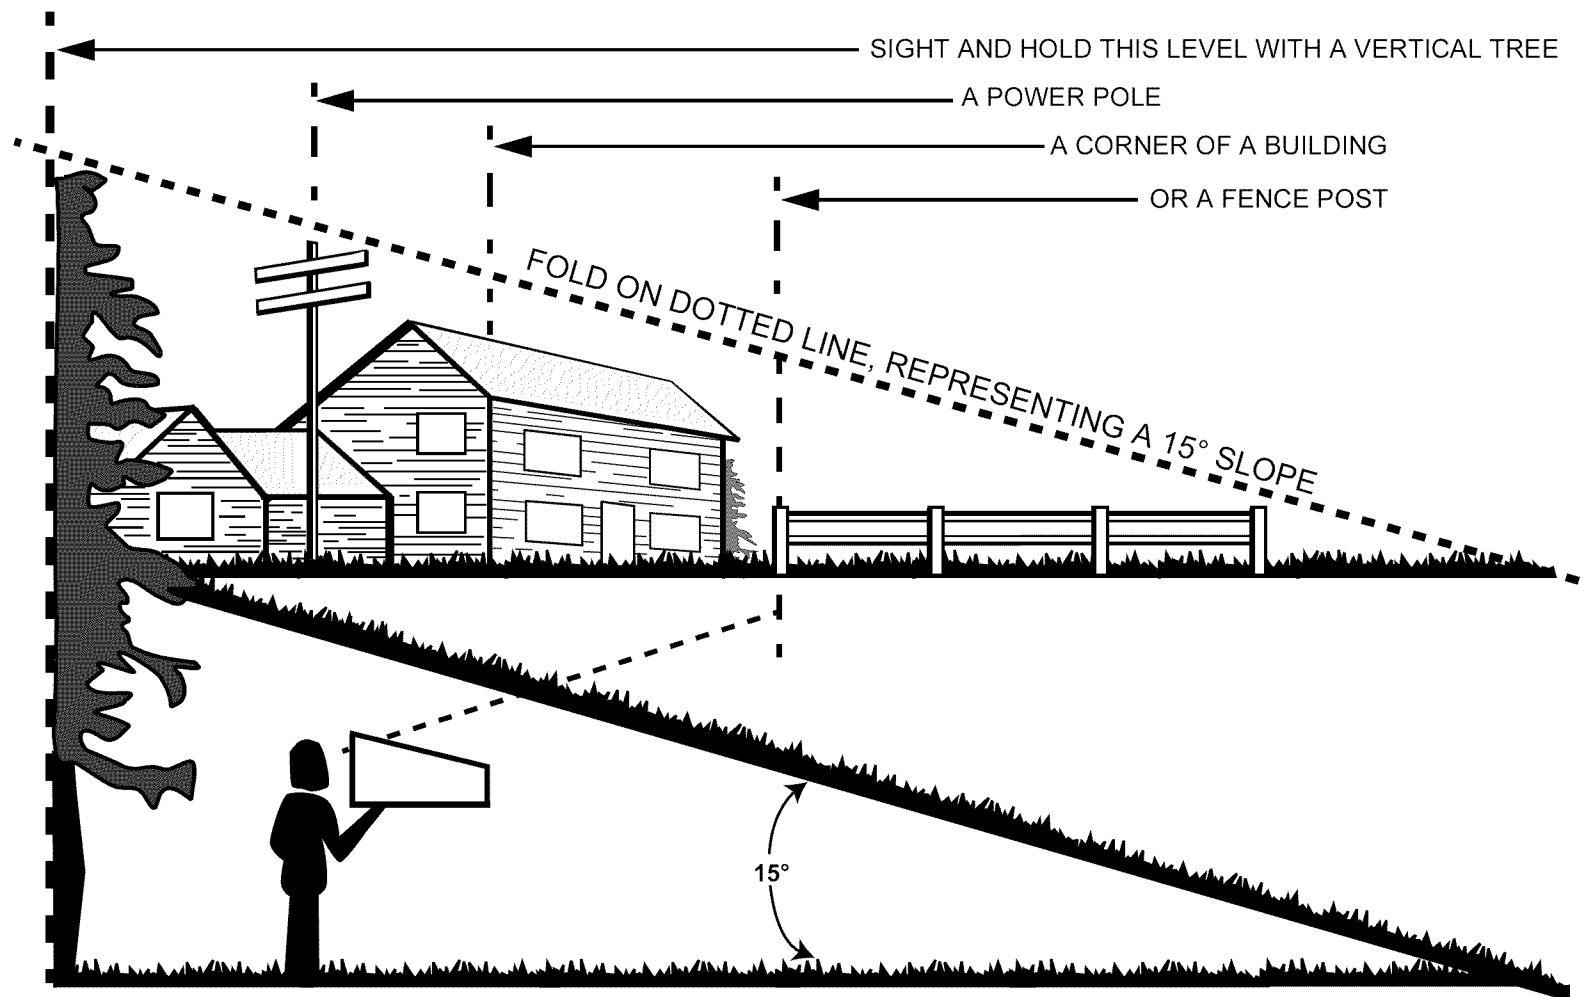 SIGHT AND HOLD THIS LEVEL WITH A VERTICAL TREE
A POWER POLE
A CORNER OF A BUILDING
OR A FENCE POST
FOLD ON DOTTED LINE, REPRESENTING A 15° SLOPE
15°